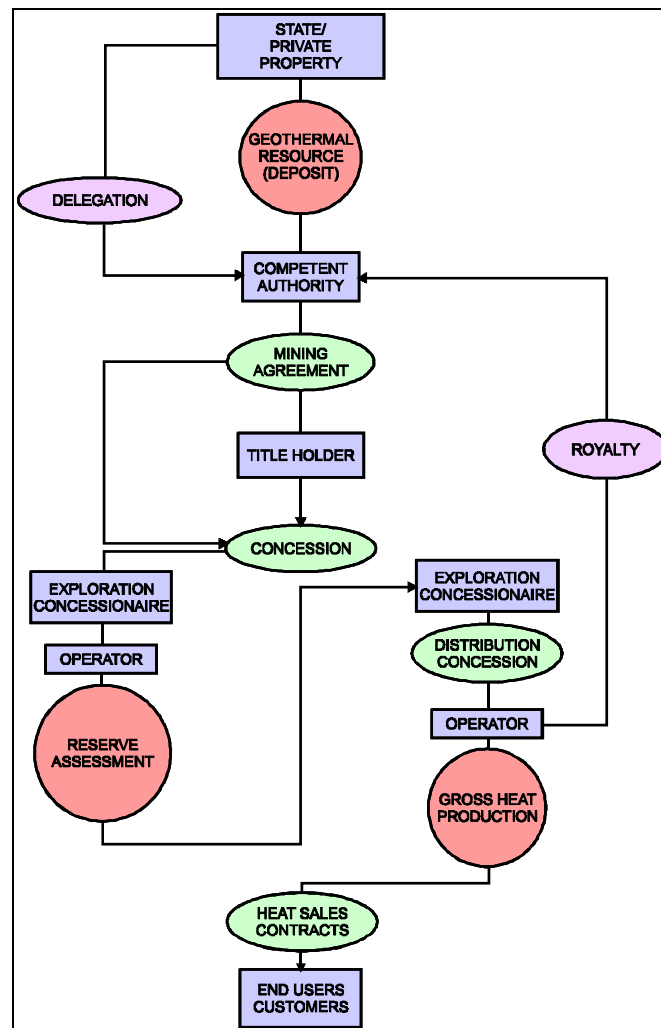 STATE/
PRIVATE
PROPERTY
GEOTHERMAL
RESOURCE
(DEPOSIT)
DELEGATION
COMPETENT
AUTHORITY
MINING
AGREEMENT
TITLE HOLDER
ROYALTY
CONCESSION
EXPLORATION
CONCESSIONAIRE
OPERATOR
RESERVE
ASSESSMENT
EXPLORATION
CONCESSIONAIRE
DISTRIBUTION
CONCESSION
OPERATOR
GROSS HEAT
PRODUCTION
HEAT SALES
CONTRACTS
END USERS
CUSTOMERS